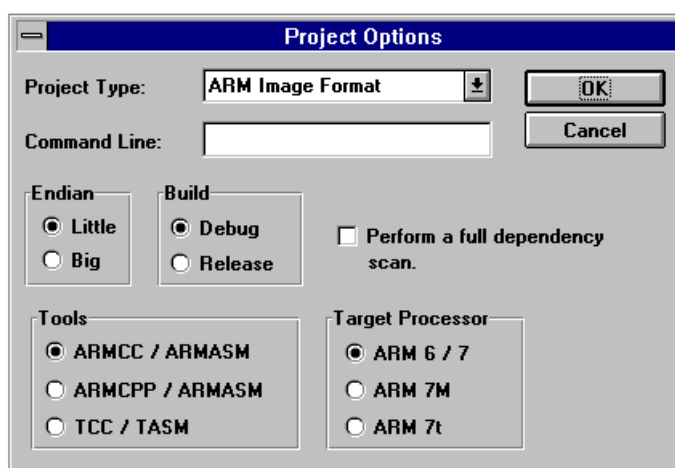 Project Options
Project Type: ARM Image Format OK
Command Line: Cancel
Endian Build
Little Debug Perform a full dependency
Big Release scan.
Tools Target Processor
ARMCC / ARMASM ARM 6 / 7
ARMCPP / ARMASM ARM 7M
TCC / TASM ARM 7t